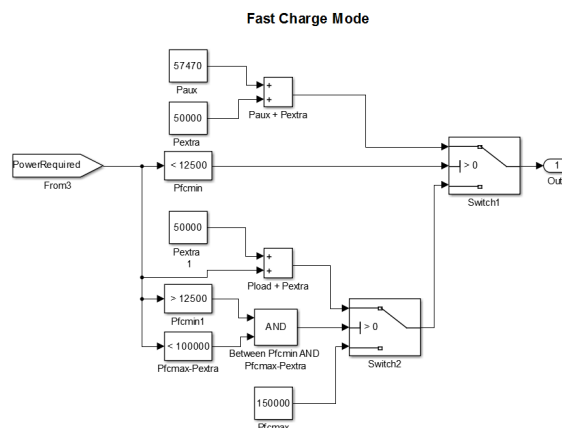 Fast Charge Mode
57470
Paux
+
+
Paux + Pextra
50000
Pextra
PowerRequired
From3
< 12500
Pfcmin
> 0
Switch1
1
Out
50000
Pextra
1
+
+
Pload + Pextra
> 12500
Pfcmin1
AND
Between Pfcmin AND
Pfcmax-Pextra
< 100000
Pfcmax-Pextra
> 0
Switch2
150000
Pfcmax